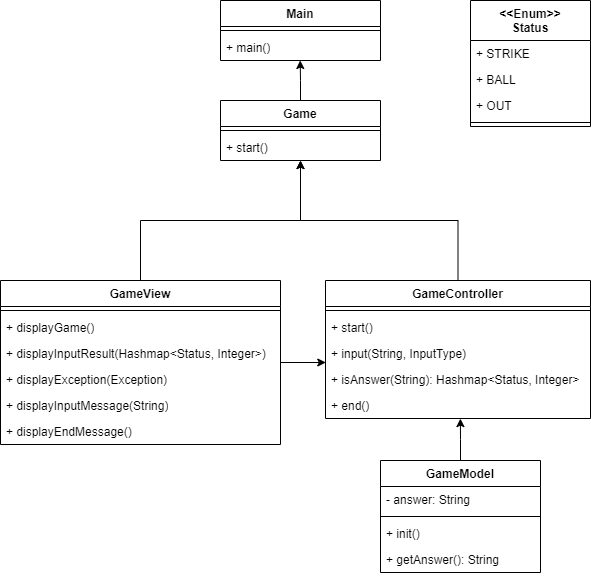 Main
+ main()
<<Enum>>
Status
+ STRIKE
+ BALL
+ OUT
Game
+ start()
GameView
+ displayGame()
+ displayInputResult(Hashmap<Status, Integer>)
+ displayException(Exception)
+ displayInputMessage(String)
+ displayEndMessage()
GameController
+ start()
+ input(String, InputType)
+ isAnswer(String): Hashmap<Status, Integer>
+ end()
GameModel
- answer: String
+ init()
+ getAnswer(): String